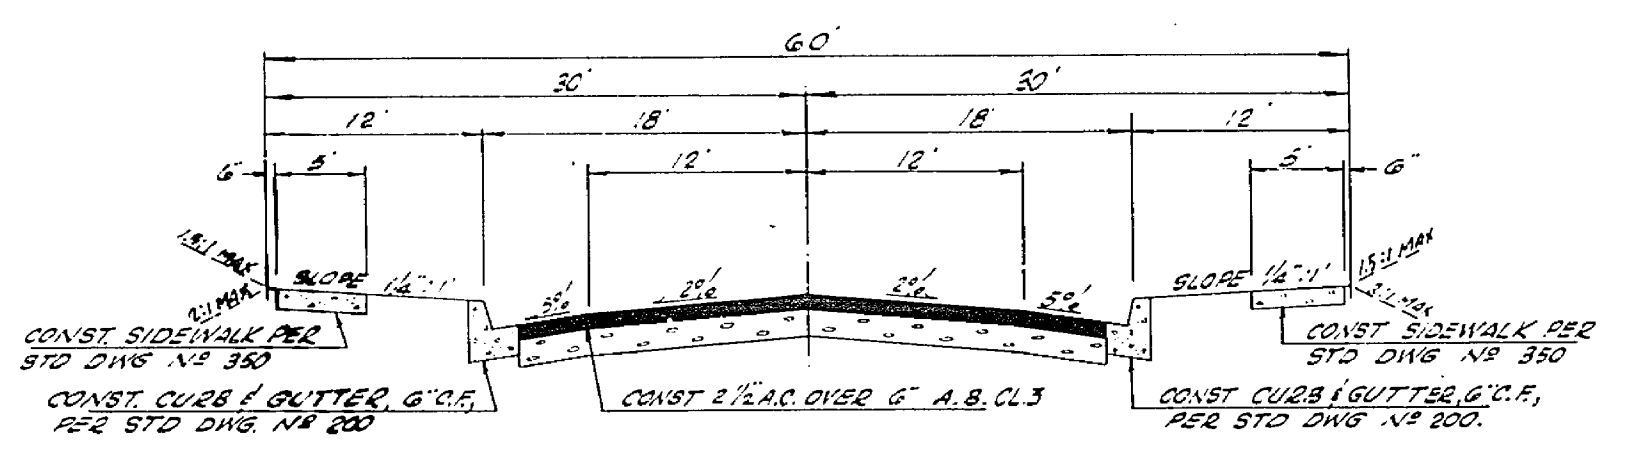 60'
30' 30'
12' 18' 18' 12'
6" 5' 12' 12' 5' 6"
1.5:1 MAX 1.5:1 MAX
2:1 MAX SLOPE 1/4":1' 5% 2% 2% 5% SLOPE 1/4":1' 2:1 MAX
CONST. SIDEWALK PER
STD DWG Nº 350
CONST. CURB & GUTTER, 6" C.F.,
PER STD DWG. Nº 200
CONST 2 1/2" A.C. OVER 6" A.B. CL.3
CONST SIDEWALK PER
STD DWG Nº 350
CONST CURB & GUTTER, 6" C.F.,
PER STD DWG Nº 200.